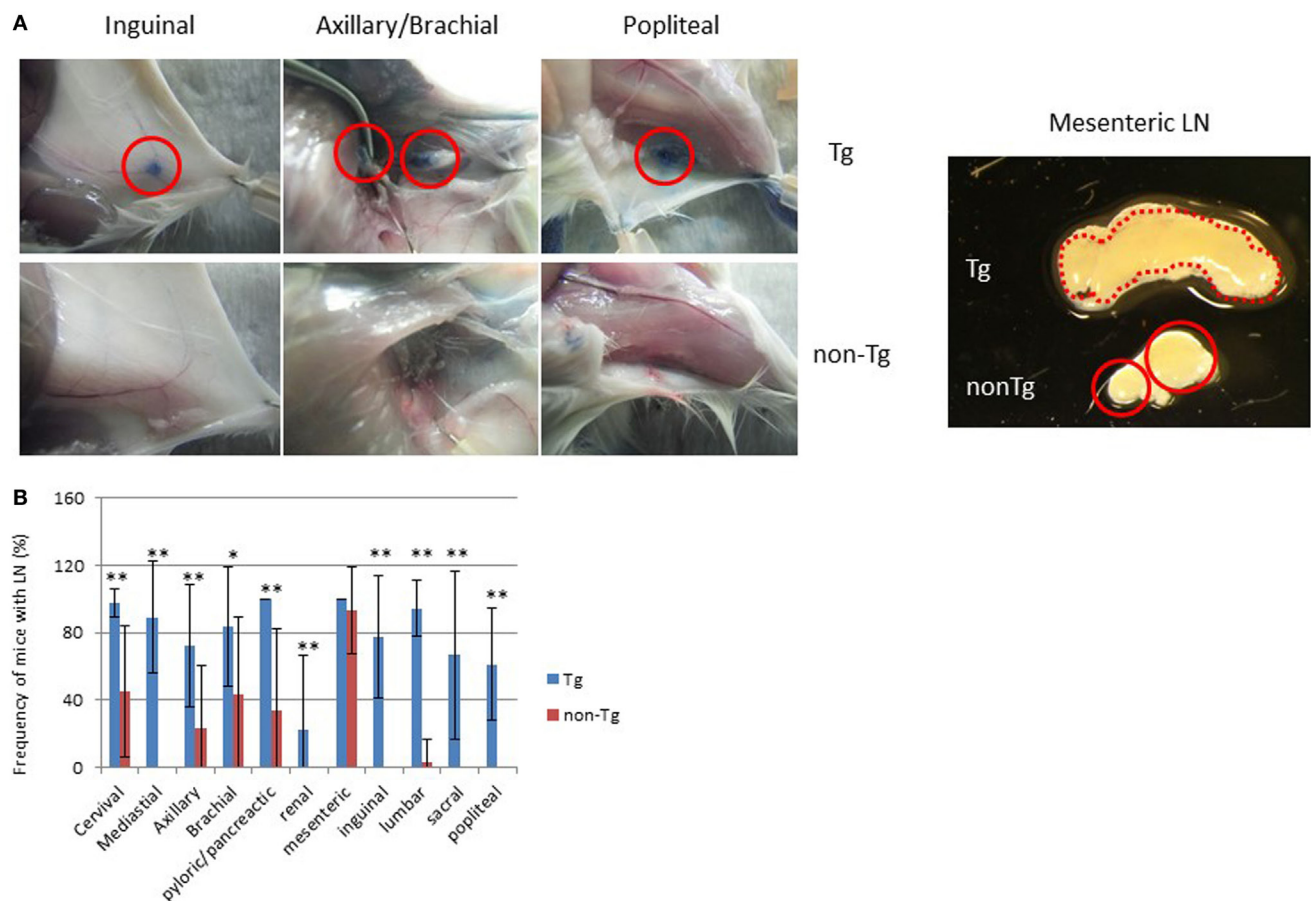 A
Inguinal
Axillary/Brachial
Popliteal
Tg
non-Tg
Mesenteric LN
Tg
nonTg
B
Frequency of mice with LN (%)
160
120
80
40
0
**
**
**
*
**
**
**
**
**
**
Cervival
Mediastial
Axillary
Brachial
pyloric/pancreactic
renal
mesenteric
inguinal
lumbar
sacral
popliteal
Tg
non-Tg